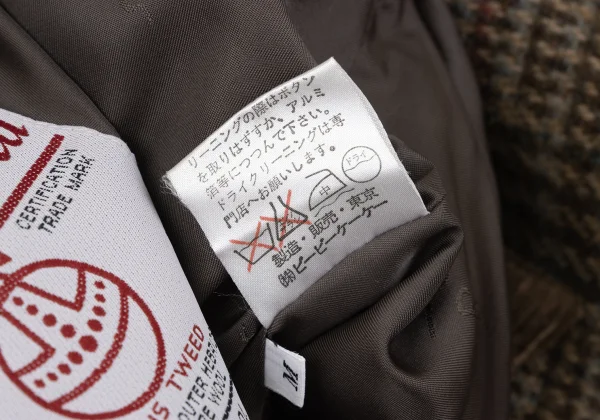 リーニングの際はボタン
を取りはずすか、アルミ
箔等につつんで下さい。
ドライクリーニングは専
門店へお願いします。
中
ドライ
製造・販売・東京
㈱ビーピーケーケー
M
CERTIFICATION
TRADE MARK
TWEED
OUTER HEB
WOOL